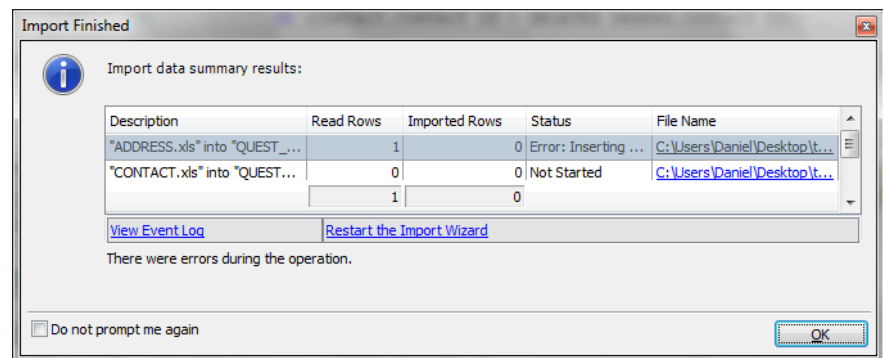 Import Finished
Import data summary results:
Description Read Rows Imported Rows Status File Name
"ADDRESS.xls" into "QUEST_... 1 0 Error: Inserting ... C:\Users\Daniel\Desktop\t...
"CONTACT.xls" into "QUEST... 0 0 Not Started C:\Users\Daniel\Desktop\t...
1 0
View Event Log Restart the Import Wizard
There were errors during the operation.
Do not prompt me again
OK